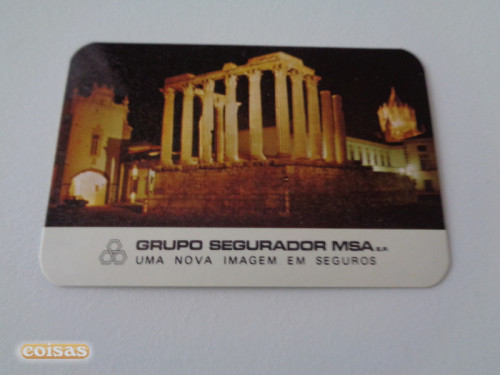 GRUPO SEGURADOR MSA E.P.
UMA NOVA IMAGEM EM SEGUROS
coisas